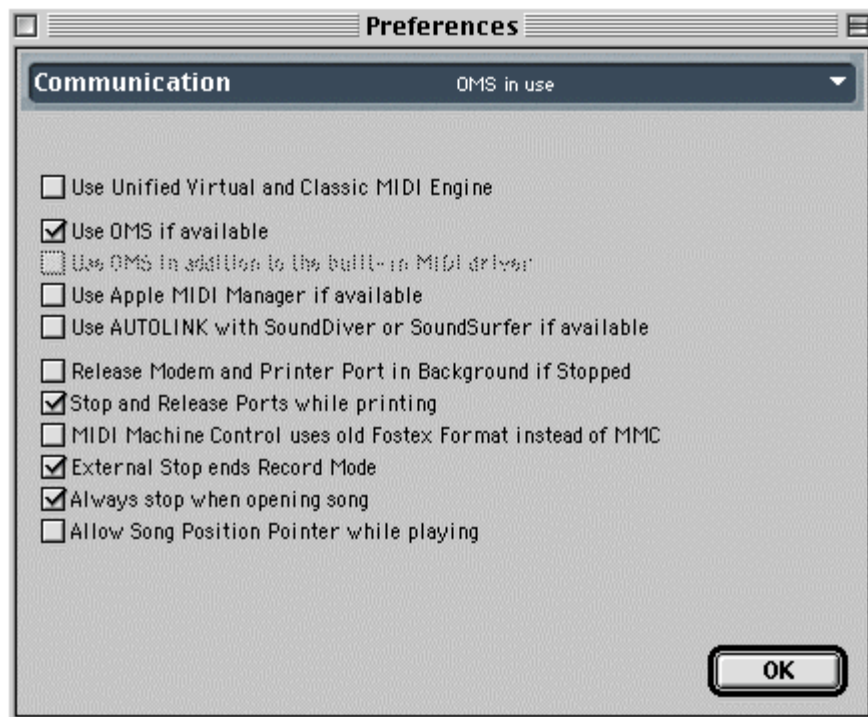 Preferences
Communication OMS in use
Use Unified Virtual and Classic MIDI Engine
Use OMS if available
Use OMS in addition to the built-in MIDI driver
Use Apple MIDI Manager if available
Use AUTOLINK with SoundDiver or SoundSurfer if available
Release Modem and Printer Port in Background if Stopped
Stop and Release Ports while printing
MIDI Machine Control uses old Fostex Format instead of MMC
External Stop ends Record Mode
Always stop when opening song
Allow Song Position Pointer while playing
OK